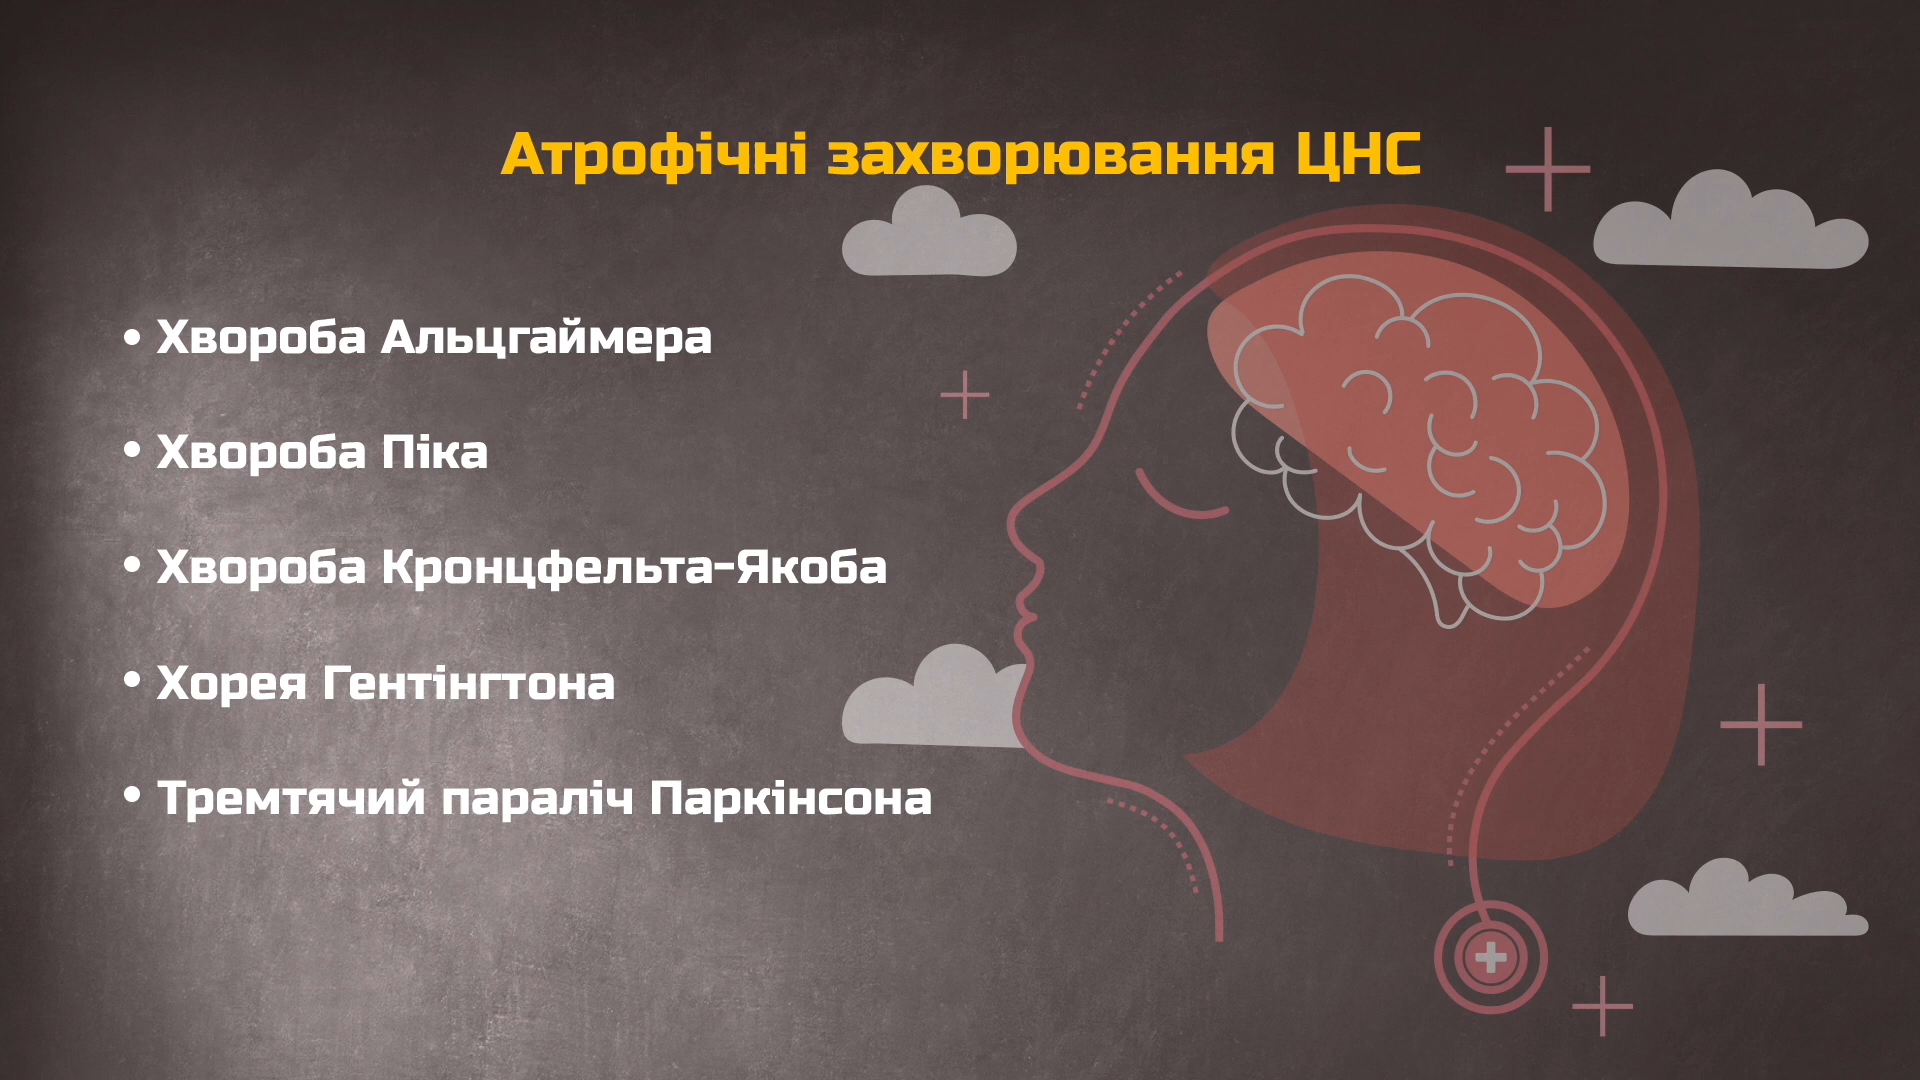 Атрофічні захворювання ЦНС
• Хвороба Альцгаймера
• Хвороба Піка
• Хвороба Кронцфельта-Якоба
• Хорея Гентінгтона
• Тремтячий параліч Паркінсона